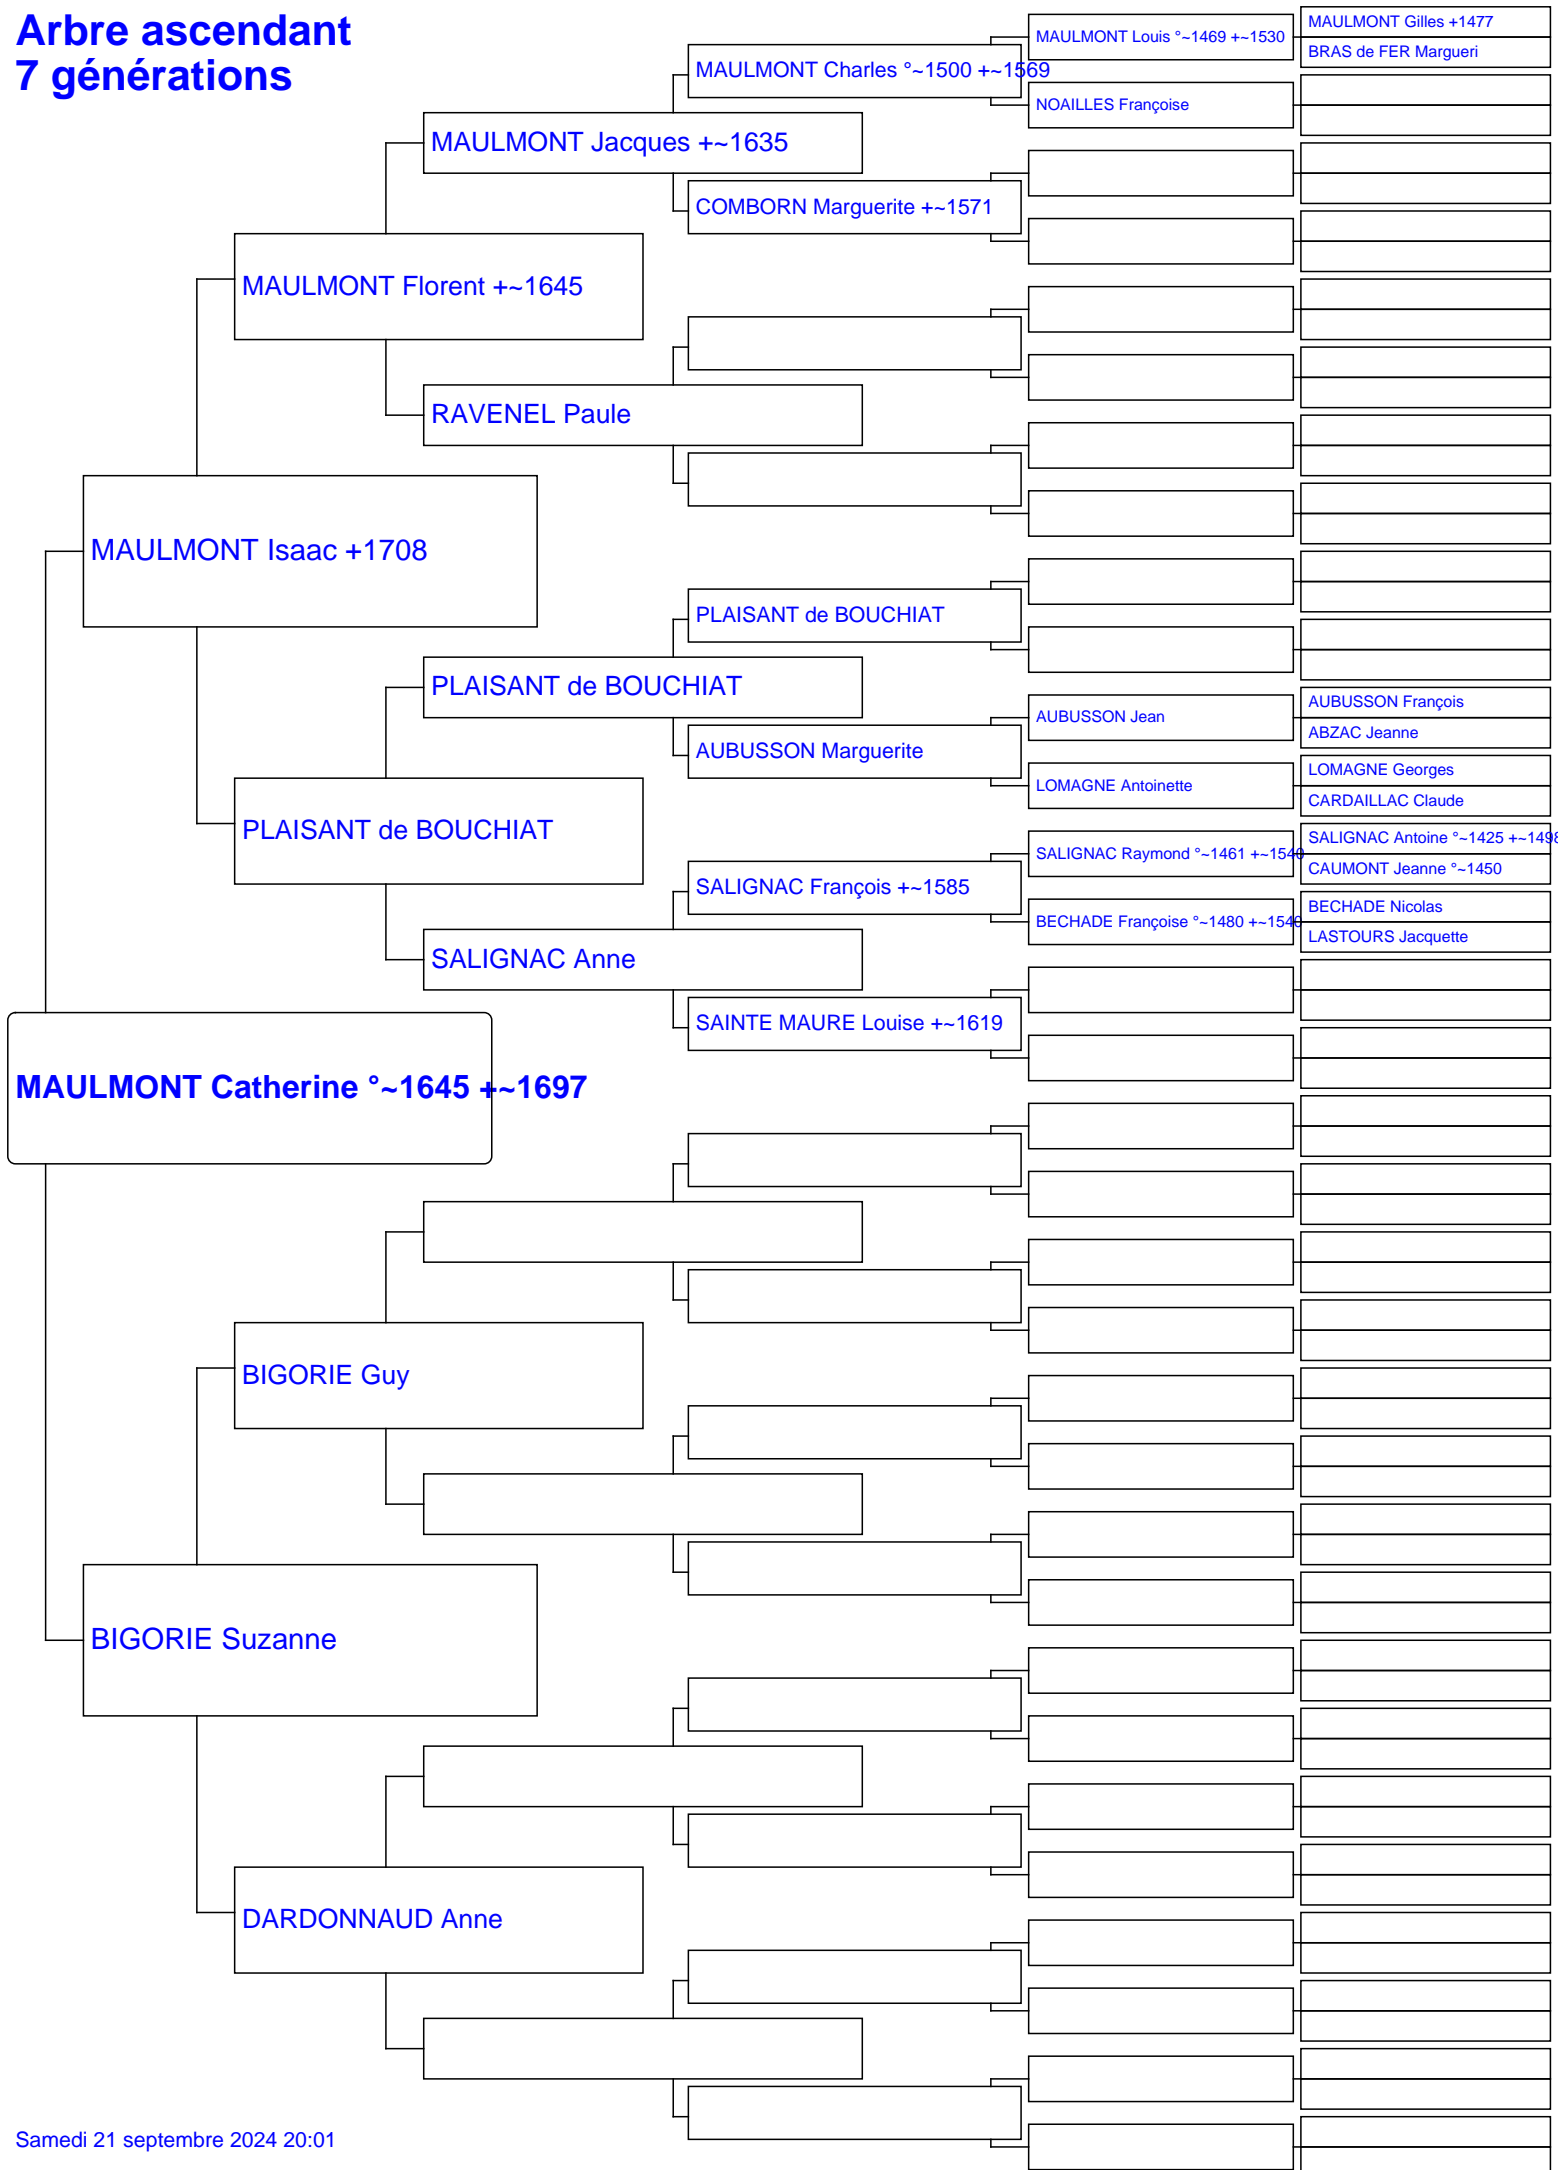 Arbre ascendant
7 générations
MAULMONT Gilles +1477
MAULMONT Louis °~1469 +~1530
BRAS de FER Margueri
MAULMONT Charles °~1500 +~1569
NOAILLES Françoise
MAULMONT Jacques +~1635
COMBORN Marguerite +~1571
MAULMONT Florent +~1645
RAVENEL Paule
MAULMONT Isaac +1708
PLAISANT de BOUCHIAT
PLAISANT de BOUCHIAT
AUBUSSON François
AUBUSSON Jean
ABZAC Jeanne
AUBUSSON Marguerite
LOMAGNE Georges
LOMAGNE Antoinette
CARDAILLAC Claude
PLAISANT de BOUCHIAT
SALIGNAC Antoine °~1425 +~1498
SALIGNAC Raymond °~1461 +~1540
CAUMONT Jeanne °~1450
SALIGNAC François +~1585
BECHADE Nicolas
BECHADE Françoise °~1480 +~1540
LASTOURS Jacquette
SALIGNAC Anne
SAINTE MAURE Louise +~1619
MAULMONT Catherine °~1645 +~1697
BIGORIE Guy
BIGORIE Suzanne
DARDONNAUD Anne
Samedi 21 septembre 2024 20:01